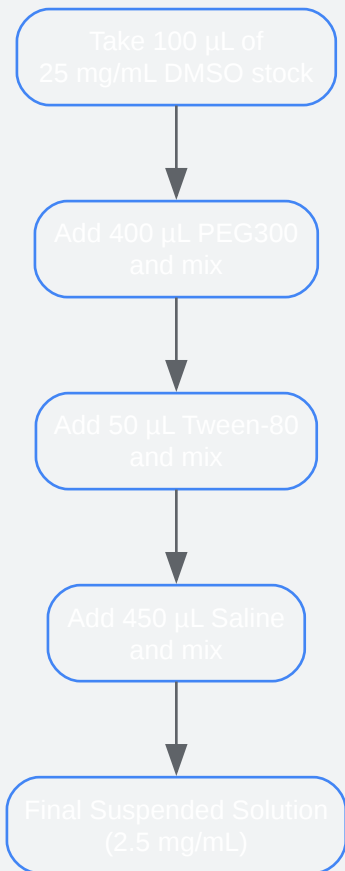 Take 100 µL of
25 mg/mL DMSO stock
Add 400 µL PEG300
and mix
Add 50 µL Tween-80
and mix
Add 450 µL Saline
and mix
Final Suspended Solution
(2.5 mg/mL)